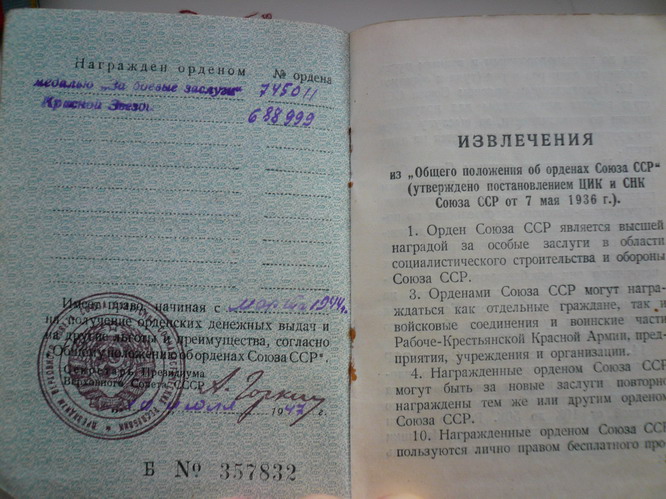 Награжден орденом
№ ордена
медалью „За боевые заслуги“ 745011
Красной Звезды 688999
Имеет право, начиная с марта 1944г.
на получение орденских денежных выдач и
на другие льготы и преимущества, согласно
„Общему положению об орденах Союза ССР“.
Секретарь Президиума
Верховного Совета СССР А. Горкин
июля 1947 г.
Б № 357832
ИЗВЛЕЧЕНИЯ
из „Общего положения об орденах Союза ССР“
(утверждено постановлением ЦИК и СНК
Союза ССР от 7 мая 1936 г.).
1. Орден Союза ССР является высшей
наградой за особые заслуги в области
социалистического строительства и обороны
Союза ССР.
3. Орденами Союза ССР могут награ-
ждаться как отдельные граждане, так и
войсковые соединения и воинские части
Рабоче-Крестьянской Красной Армии, пред-
приятия, учреждения и организации.
4. Награжденные орденом Союза ССР
могут быть за новые заслуги повторно
награждены тем же или другим орденом
Союза ССР.
10. Награжденные орденом Союза ССР
пользуются лично правом бесплатного про-